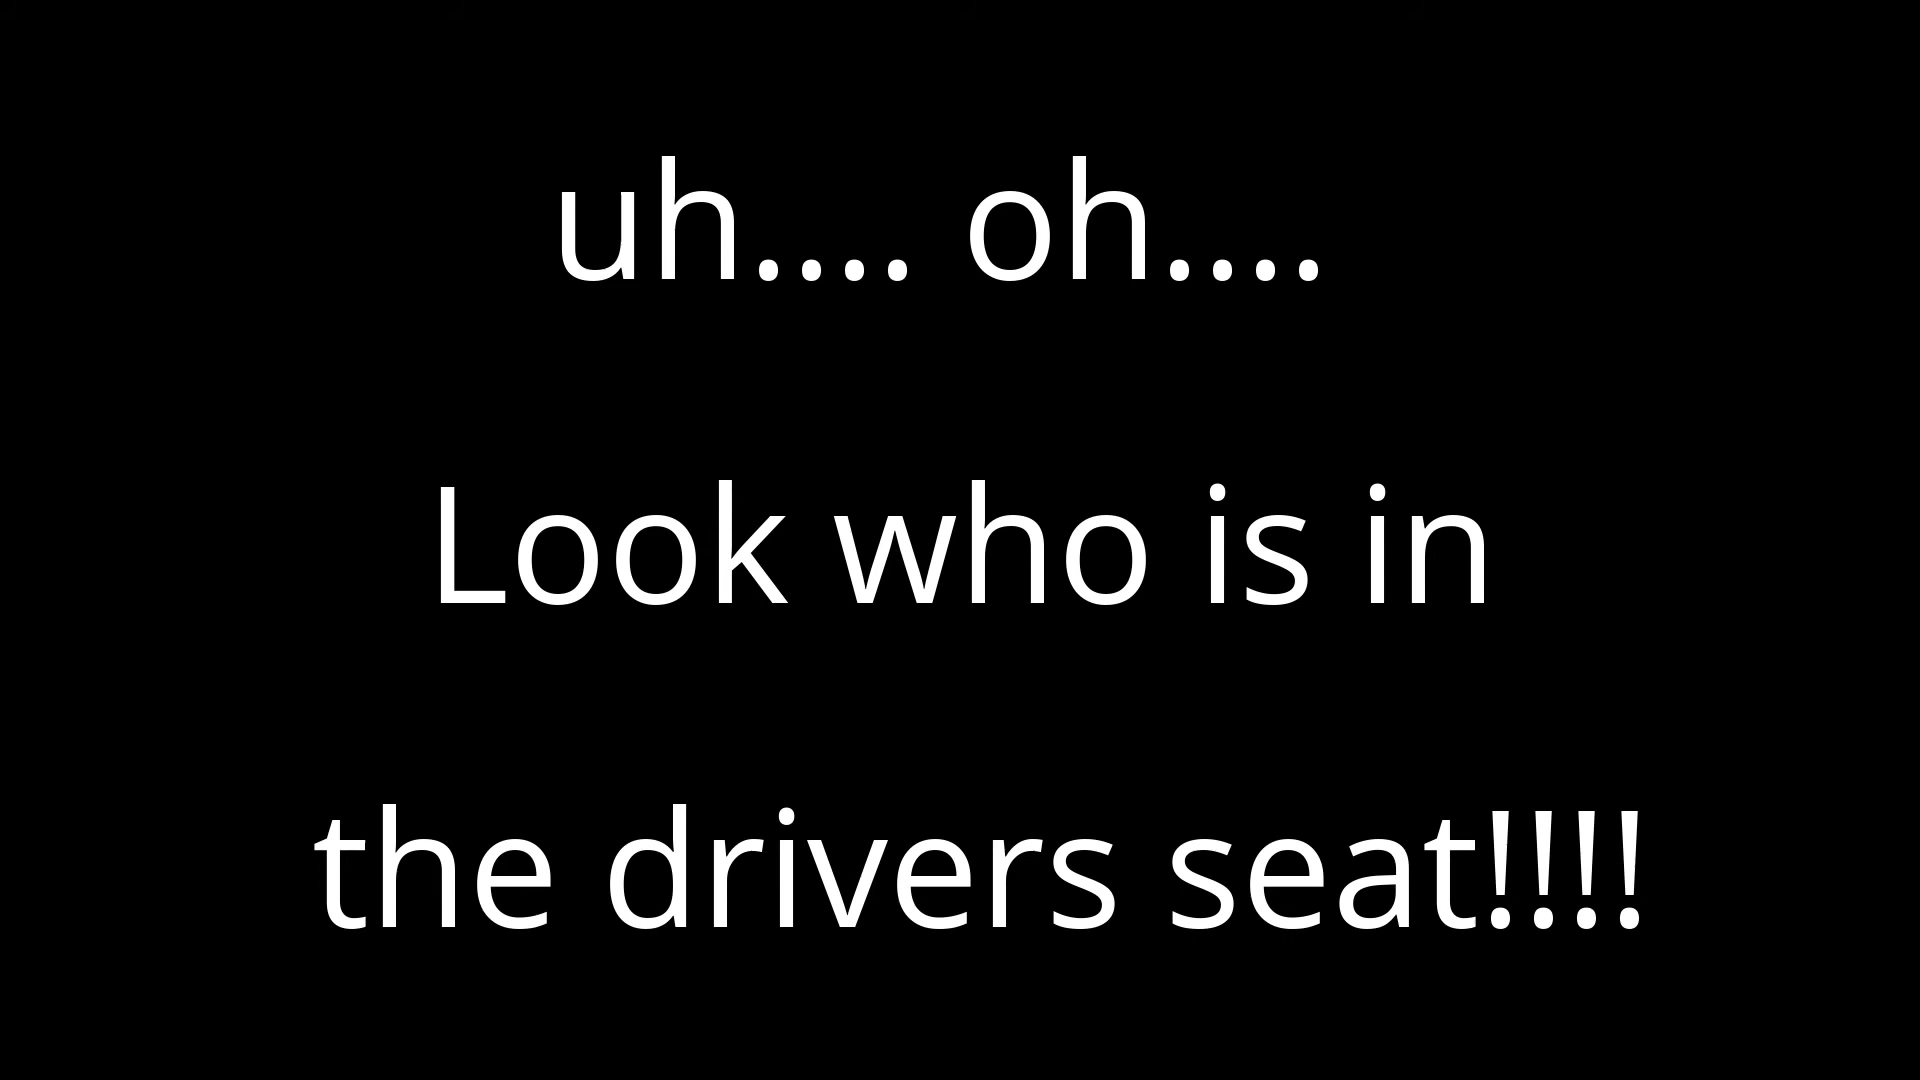 uh.... oh....
Look who is in
the drivers seat!!!!